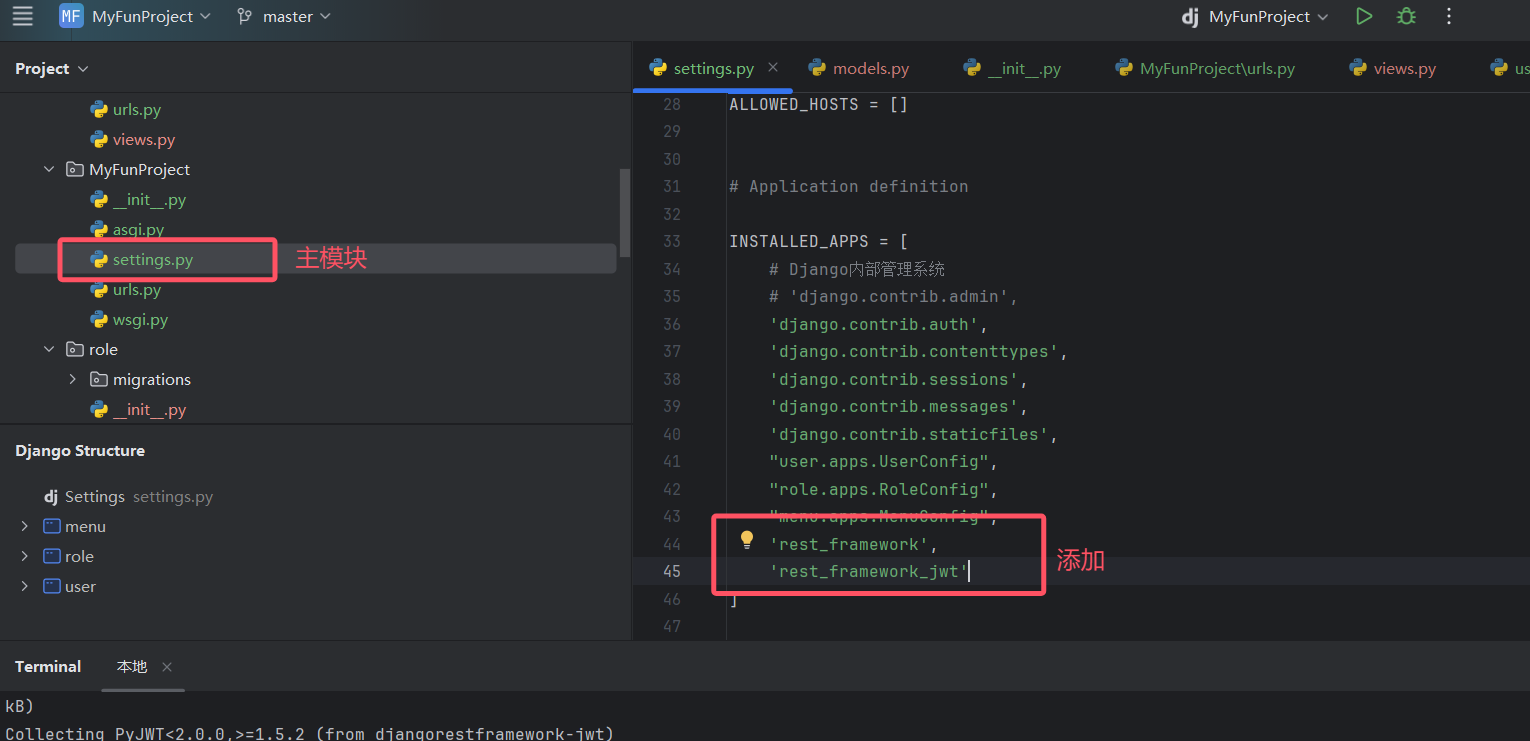 MF MyFunProject master
dj MyFunProject
Project
settings.py
models.py
__init__.py
MyFunProject\urls.py
views.py
us
urls.py
views.py
MyFunProject
__init__.py
asgi.py
settings.py
主模块
urls.py
wsgi.py
role
migrations
__init__.py
28 ALLOWED_HOSTS = []
29
30
31 # Application definition
32
33 INSTALLED_APPS = [
34 # Django内部管理系统
35 # 'django.contrib.admin',
36 'django.contrib.auth',
37 'django.contrib.contenttypes',
38 'django.contrib.sessions',
39 'django.contrib.messages',
40 'django.contrib.staticfiles',
41 "user.apps.UserConfig",
42 "role.apps.RoleConfig",
43 "menu.apps.MenuConfig",
44 'rest_framework',
45 'rest_framework_jwt'
添加
46 ]
47
Django Structure
dj Settings settings.py
menu
role
user
Terminal 本地
kB)
Collecting PyJWT<2.0.0,>=1.5.2 (from djangorestframework-jwt)